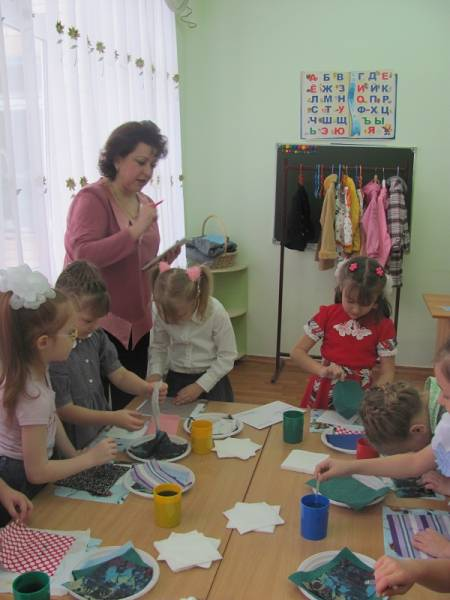 А Б В Г Д Е
Ё Ж З И Й К
Л М Н О П Р
С Т У Ф Х Ц
Ч Ш Щ Ъ Ы
Ь Э Ю Я